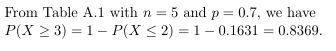 From Table A.1 with n = 5 and p = 0.7, we have
P(X ≥ 3) = 1 − P(X ≤ 2) = 1 − 0.1631 = 0.8369.